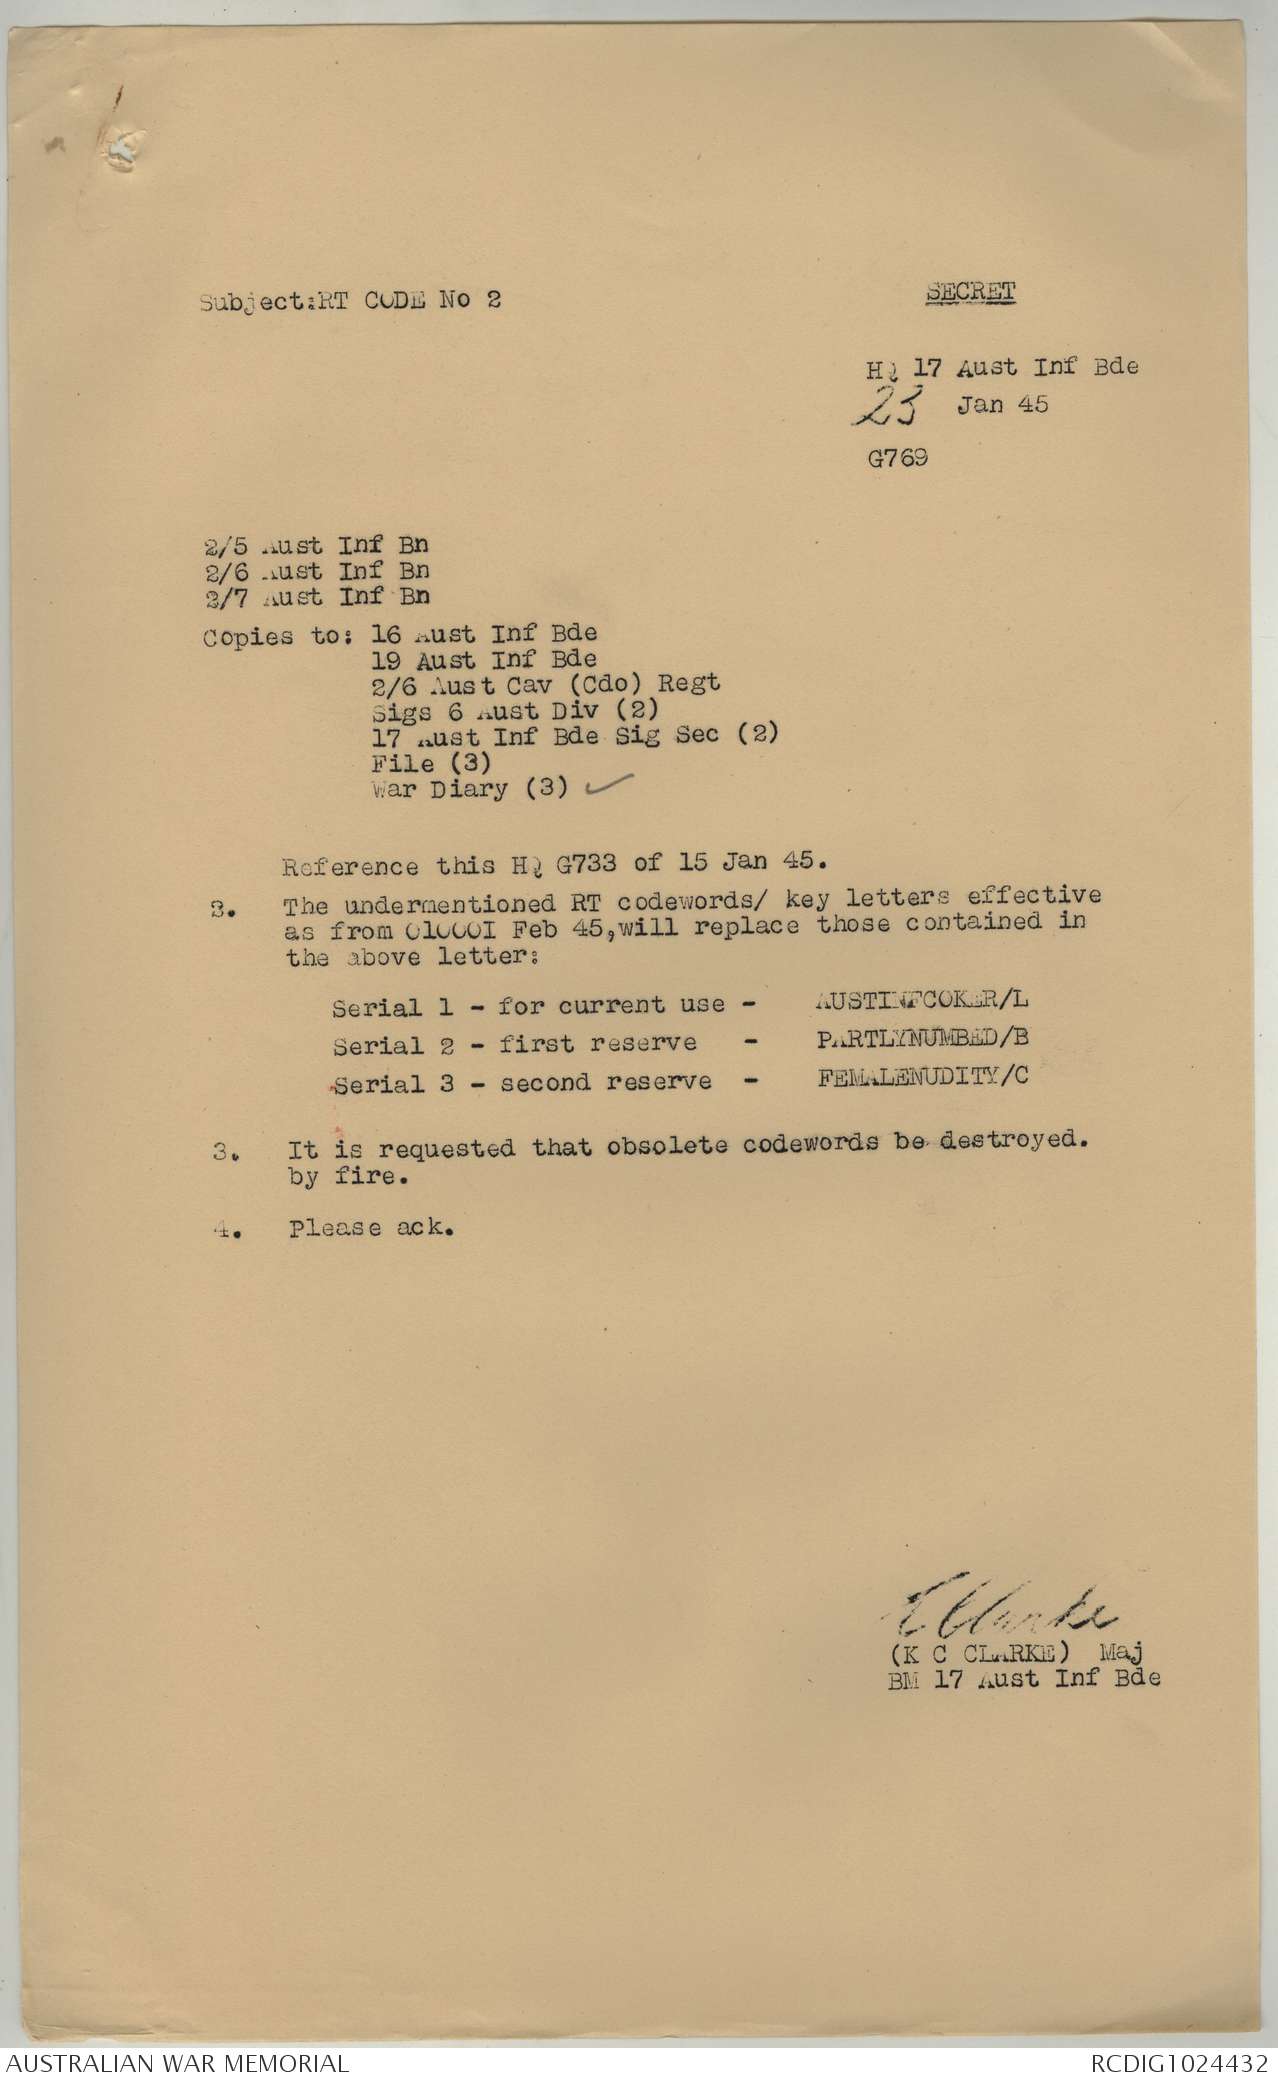 Subject:RT CODE No 2
SECRET
HQ 17 Aust Inf Bde
23 Jan 45
G769
2/5 Aust Inf Bn
2/6 Aust Inf Bn
2/7 Aust Inf Bn
Copies to: 16 Aust Inf Bde
19 Aust Inf Bde
2/6 Aust Cav (Cdo) Regt
Sigs 6 Aust Div (2)
17 Aust Inf Bde Sig Sec (2)
File (3)
War Diary (3) ✓
Reference this HQ G733 of 15 Jan 45.
2. The undermentioned RT codewords/ key letters effective
as from 010001I Feb 45,will replace those contained in
the above letter:
Serial 1 - for current use - AUSTINFCOKER/L
Serial 2 - first reserve - PARTLYNUMBED/B
Serial 3 - second reserve - FEMALENUDITY/C
3. It is requested that obsolete codewords be destroyed.
by fire.
4. Please ack.
KCClarke
(K C CLARKE) Maj
BM 17 Aust Inf Bde
AUSTRALIAN WAR MEMORIAL
RCDIG1024432